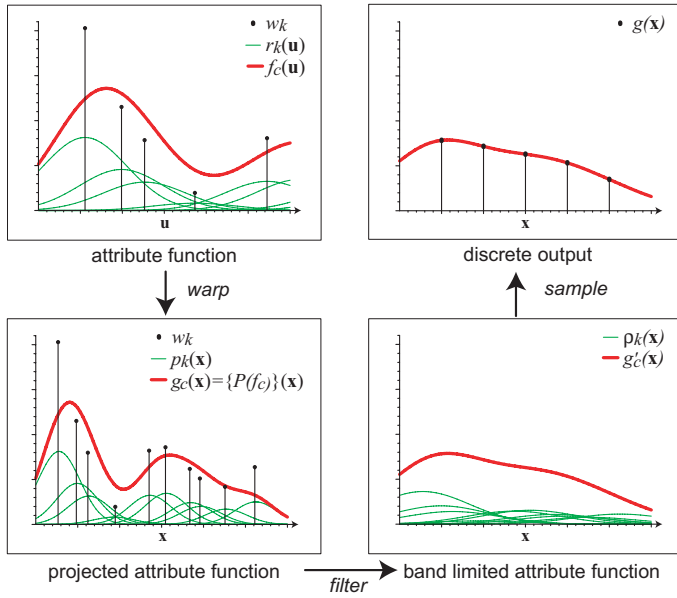 wk
rk(u)
fc(u)
u
attribute function
g(x)
x
discrete output
warp
sample
wk
pk(x)
gc(x)={P(fc)}(x)
x
projected attribute function
ρk(x)
g′c(x)
x
band limited attribute function
filter